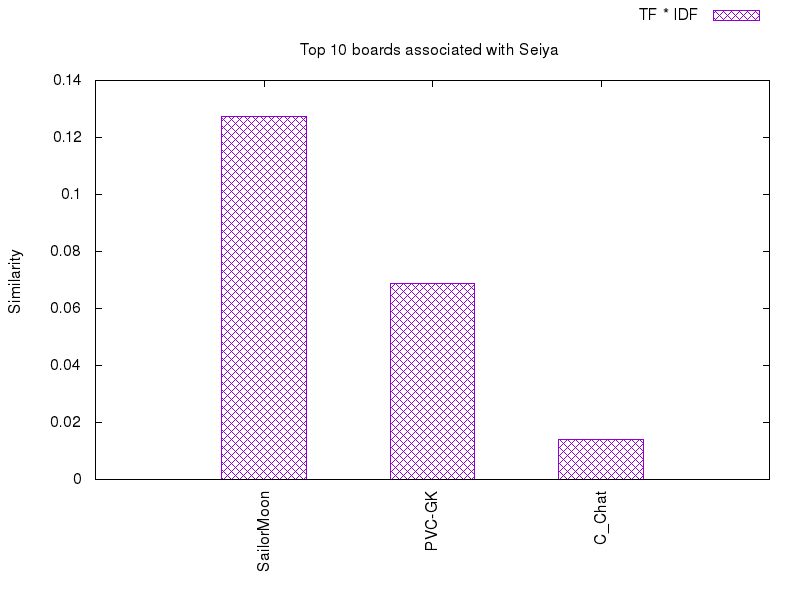 TF * IDF
Top 10 boards associated with Seiya
0.14
0.12
0.1
0.08
0.06
0.04
0.02
0
Similarity
SailorMoon
PVC-GK
C_Chat